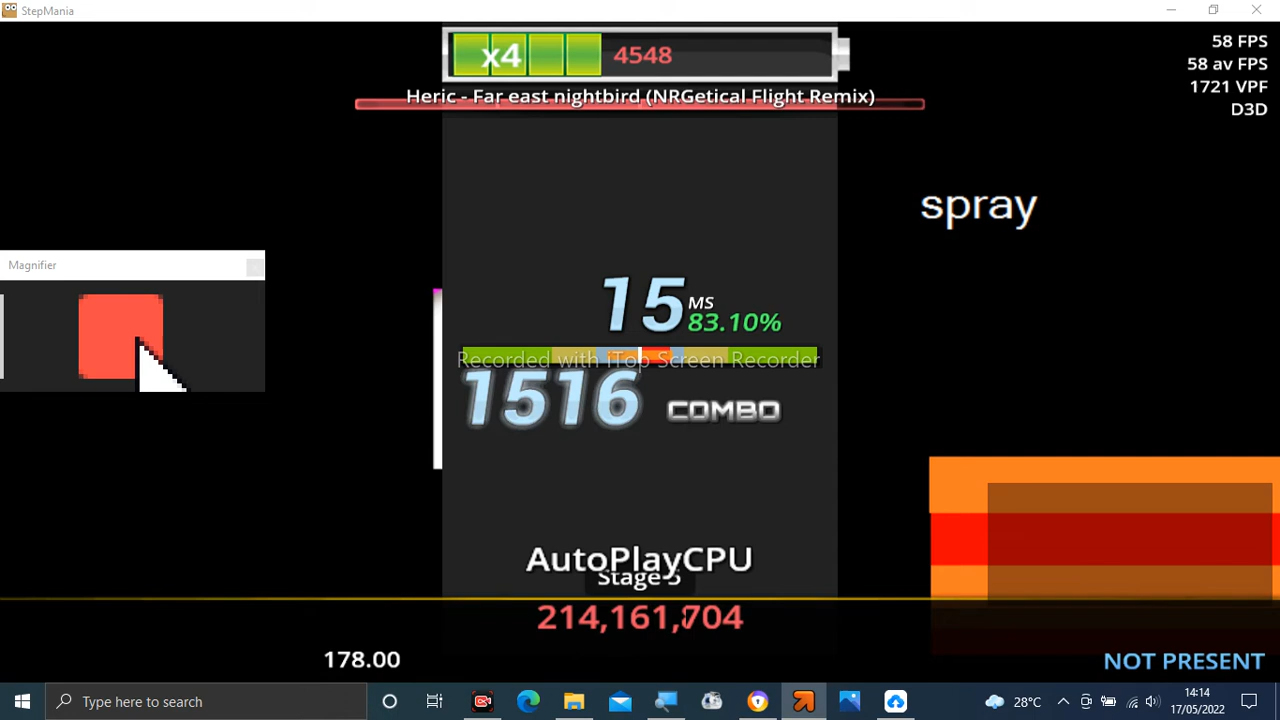 StepMania
58 FPS
58 av FPS
1721 VPF
D3D
x4 4548
Heric - Far east nightbird (NRGetical Flight Remix)
spray
Magnifier
15 MS
83.10%
Recorded with iTop Screen Recorder
1516 COMBO
AutoPlayCPU
Stage 5
214,161,704
178.00
NOT PRESENT
Type here to search
28°C
14:14
17/05/2022